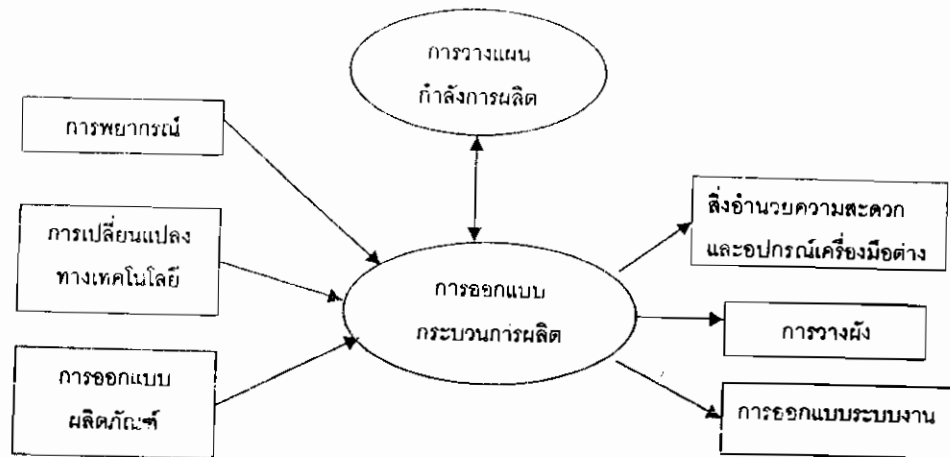 การวางแผน
กำลังการผลิต
การพยากรณ์
การเปลี่ยนแปลง
ทางเทคโนโลยี
การออกแบบ
ผลิตภัณฑ์
การออกแบบ
กระบวนการผลิต
สิ่งอำนวยความสะดวก
และอุปกรณ์เครื่องมือต่าง
การวางผัง
การออกแบบระบบงาน